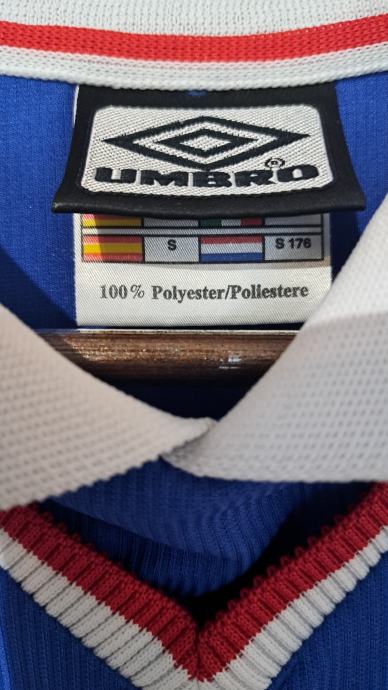 UMBRO
®
S S 176
100% Polyester/Poliestere